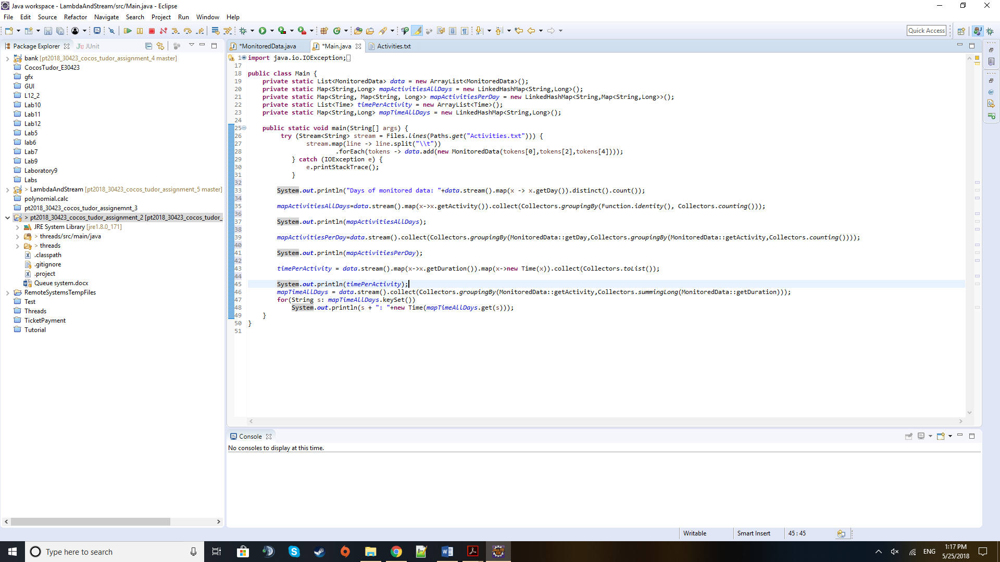 Java workspace - LambdaAndStream/src/Main.java - Eclipse
File Edit Source Refactor Navigate Search Project Run Window Help
Quick Access
Package Explorer JUnit
bank [pt2018_30423_cocos_tudor_assignment_4 master]
CocosTudor_E30423
gfx
GUI
L12_2
Lab10
Lab11
Lab12
Lab5
lab6
Lab7
Lab9
Laboratory9
Labs
> LambdaAndStream [pt2018_30423_cocos_tudor_assignment_5 master]
polynomial.calc
pt2018_30423_cocos_tudor_assignemnt_3
> pt2018_30423_cocos_tudor_assignment_2 [pt2018_30423_cocos_tudor_
JRE System Library [jre1.8.0_171]
> threads/src/main/java
> threads
.classpath
.gitignore
.project
Queue system.docx
RemoteSystemsTempFiles
Test
Threads
TicketPayment
Tutorial
*MonitoredData.java *Main.java Activities.txt
1 import java.io.IOException;
17
18 public class Main {
19 private static List<MonitoredData> data = new ArrayList<MonitoredData>();
20 private static Map<String,Long> mapActivitiesAllDays = new LinkedHashMap<String,Long>();
21 private static Map<String, Map<String, Long>> mapActivitiesPerDay = new LinkedHashMap<String,Map<String,Long>>();
22 private static List<Time> timePerActivity = new ArrayList<Time>();
23 private static Map<String,Long> mapTimeAllDays = new LinkedHashMap<String,Long>();
24
25 public static void main(String[] args) {
26 try (Stream<String> stream = Files.lines(Paths.get("Activities.txt"))) {
27 stream.map(line -> line.split("\\t"))
28 .forEach(tokens -> data.add(new MonitoredData(tokens[0],tokens[2],tokens[4])));
29 } catch (IOException e) {
30 e.printStackTrace();
31 }
32
33 System.out.println("Days of monitored data: "+data.stream().map(x -> x.getDay()).distinct().count());
34
35 mapActivitiesAllDays=data.stream().map(x->x.getActivity()).collect(Collectors.groupingBy(Function.identity(), Collectors.counting()));
36
37 System.out.println(mapActivitiesAllDays);
38
39 mapActivitiesPerDay=data.stream().collect(Collectors.groupingBy(MonitoredData::getDay,Collectors.groupingBy(MonitoredData::getActivity,Collectors.counting())));
40
41 System.out.println(mapActivitiesPerDay);
42
43 timePerActivity = data.stream().map(x->x.getDuration()).map(x->new Time(x)).collect(Collectors.toList());
44
45 System.out.println(timePerActivity);
46 mapTimeAllDays = data.stream().collect(Collectors.groupingBy(MonitoredData::getActivity,Collectors.summingLong(MonitoredData::getDuration)));
47 for(String s: mapTimeAllDays.keySet())
48 System.out.println(s + ": "+new Time(mapTimeAllDays.get(s)));
49 }
50 }
51
Console
No consoles to display at this time.
Writable Smart Insert 45 : 45
Type here to search
ENG
1:17 PM
5/25/2018